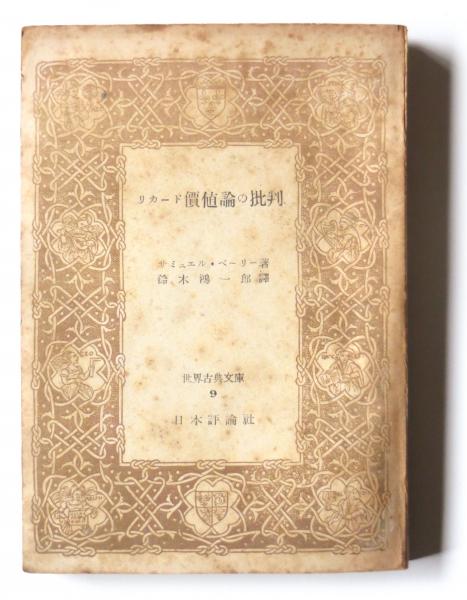 リカード價値論の批判
サミュエル・ベーリー著
鈴木鴻一郎譯
世界古典文庫
9
日本評論社